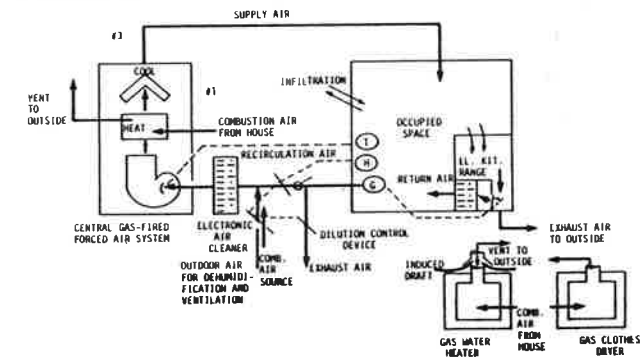 SUPPLY AIR
#3
COOL
#1
INFILTRATION
VENT
TO
OUTSIDE
HEAT
COMBUSTION AIR
FROM HOUSE
OCCUPIED
SPACE
T
RECIRCULATION AIR
H
EL. KIT.
RANGE
RETURN AIR
G
CENTRAL GAS-FIRED
FORCED AIR SYSTEM
ELECTRONIC
AIR
CLEANER
DILUTION CONTROL
DEVICE
EXHAUST AIR
TO OUTSIDE
OUTDOOR AIR
FOR DEHUMIDI-
FICATION AND
VENTILATION
COMB.
AIR
SOURCE
EXHAUST AIR
INDUCED
DRAFT
VENT TO
OUTSIDE
COMB.
AIR
FROM
HOUSE
GAS WATER
HEATER
GAS CLOTHES
DRYER